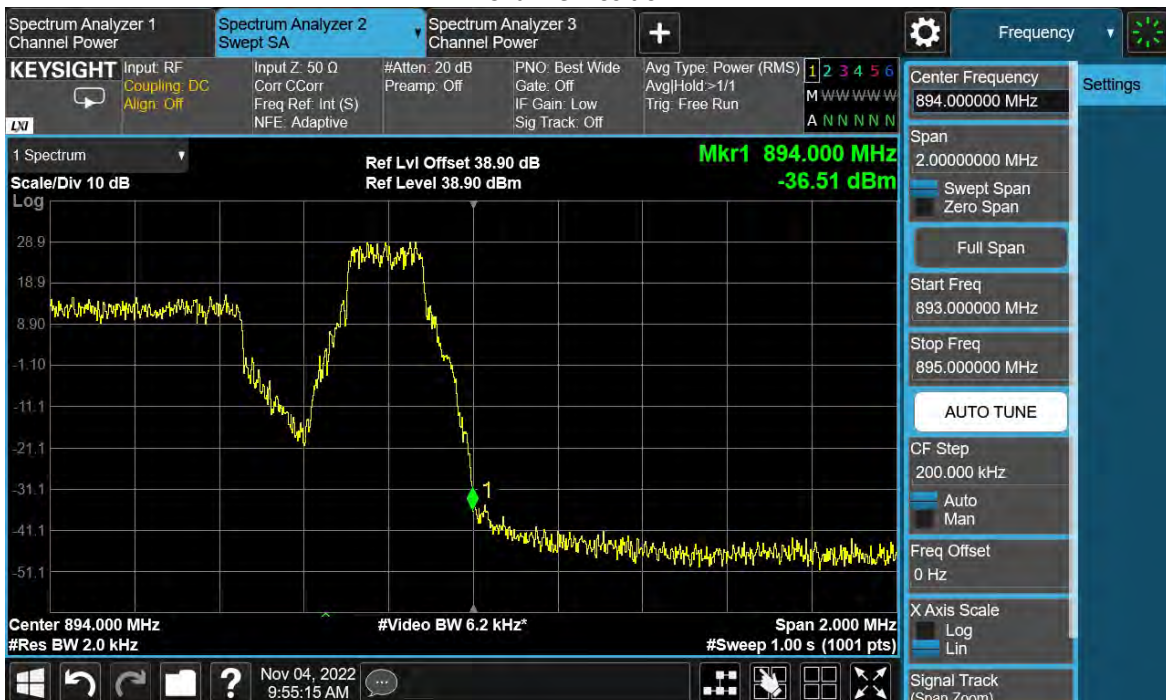 Spectrum Analyzer 1
Channel Power
Spectrum Analyzer 2
Swept SA
Spectrum Analyzer 3
Channel Power
+
Frequency
KEYSIGHT
LXI
Input: RF
Coupling: DC
Align: Off
Input Z: 50 Ω
Corr CCorr
Freq Ref: Int (S)
NFE: Adaptive
#Atten: 20 dB
Preamp: Off
PNO: Best Wide
Gate: Off
IF Gain: Low
Sig Track: Off
Avg Type: Power (RMS)
Avg|Hold:>1/1
Trig: Free Run
1 2 3 4 5 6
M W W W W W
A N N N N N
1 Spectrum
Scale/Div 10 dB
Log
Ref Lvl Offset 38.90 dB
Ref Level 38.90 dBm
Mkr1 894.000 MHz
-36.51 dBm
28.9
18.9
8.90
-1.10
-11.1
-21.1
-31.1
-41.1
-51.1
1
Center 894.000 MHz
#Res BW 2.0 kHz
#Video BW 6.2 kHz*
Span 2.000 MHz
#Sweep 1.00 s (1001 pts)
Nov 04, 2022
9:55:15 AM
?
Center Frequency
894.000000 MHz
Span
2.00000000 MHz
Swept Span
Zero Span
Full Span
Start Freq
893.000000 MHz
Stop Freq
895.000000 MHz
AUTO TUNE
CF Step
200.000 kHz
Auto
Man
Freq Offset
0 Hz
X Axis Scale
Log
Lin
Signal Track
(Span Zoom)
Settings